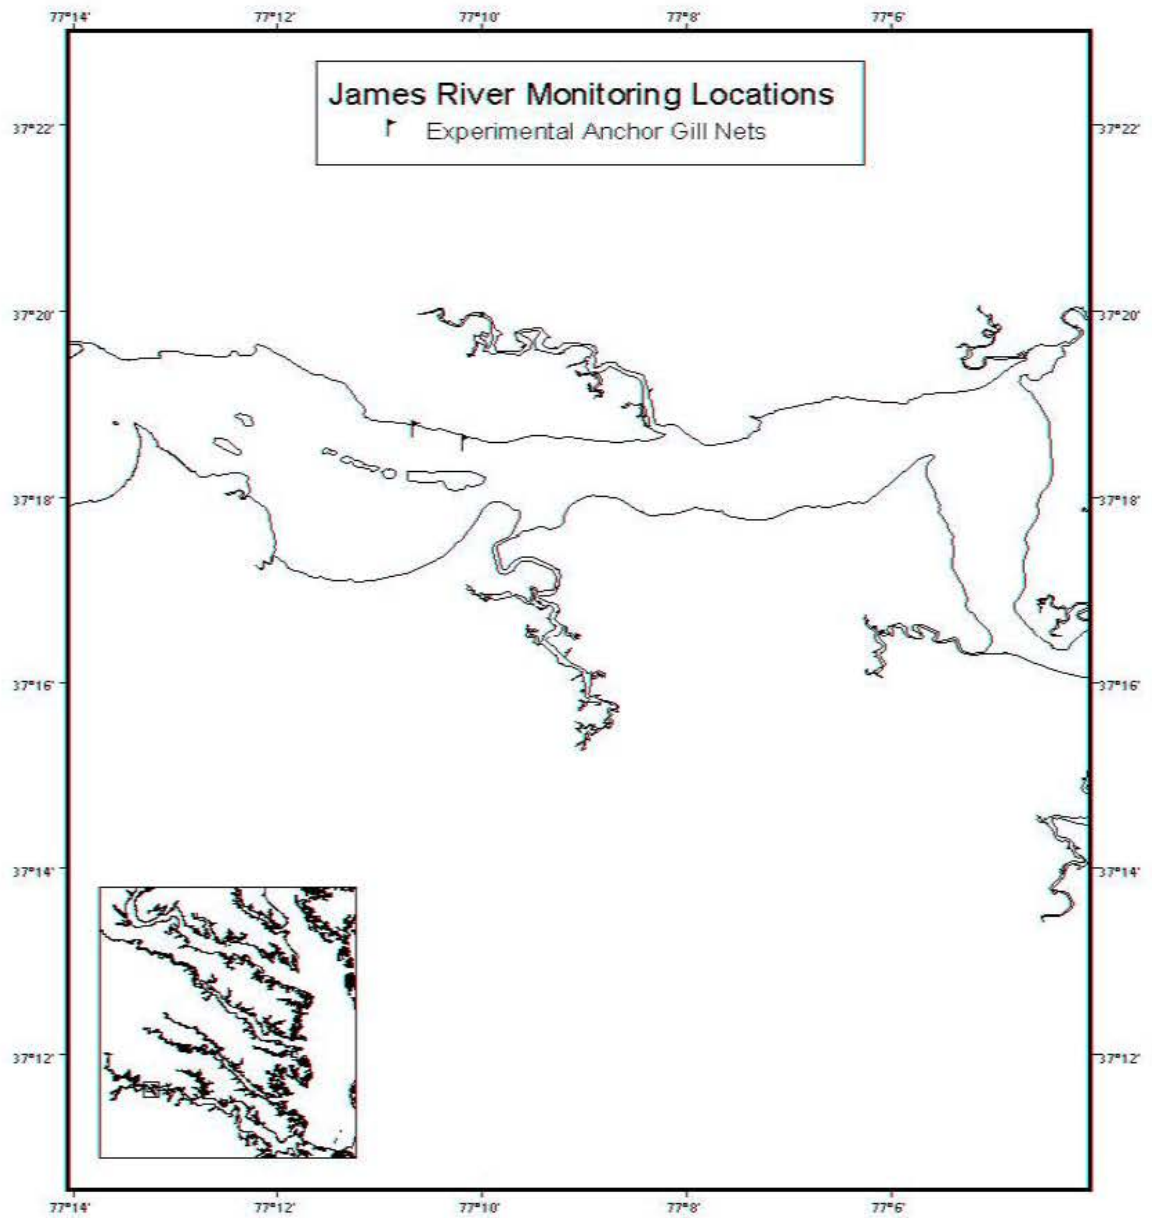 77°14' 77°12' 77°10' 77°8' 77°6'
James River Monitoring Locations
Experimental Anchor Gill Nets
37°22' 37°22'
37°20' 37°20'
37°18' 37°18'
37°16' 37°16'
37°14' 37°14'
37°12' 37°12'
77°14' 77°12' 77°10' 77°8' 77°6'